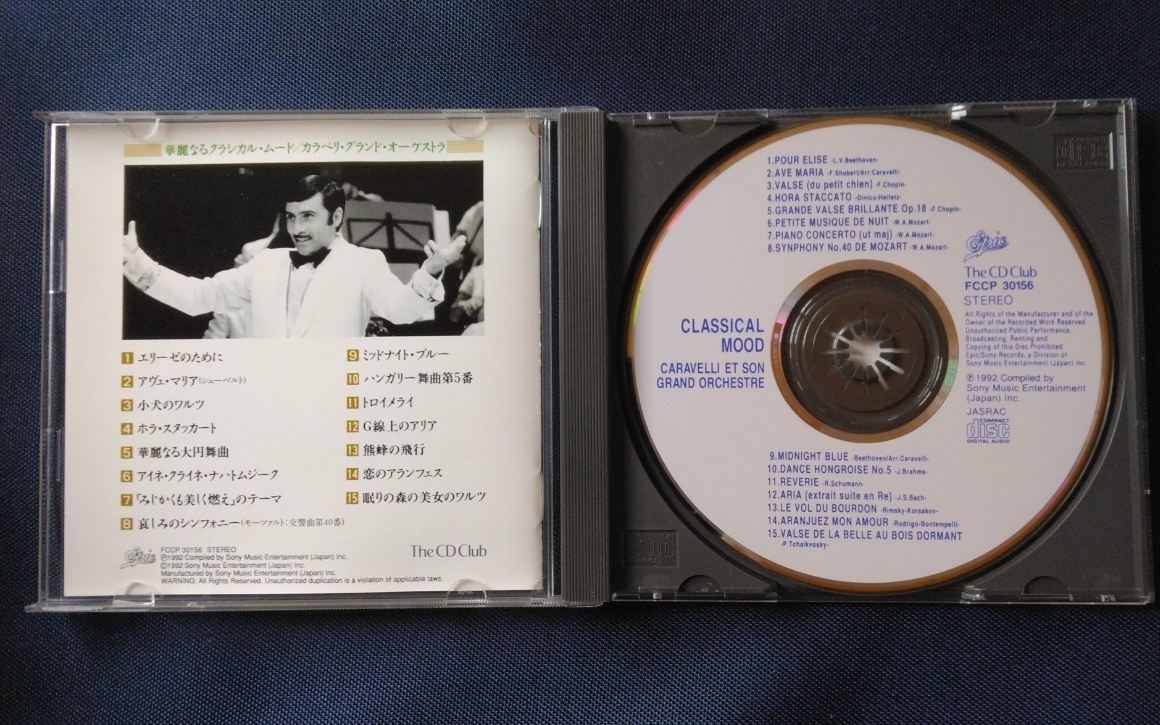 華麗なるクラシカル・ムード／カラベリ・グランド・オーケストラ
1 エリーゼのために
2 アヴェ・マリア(シューベルト)
3 小犬のワルツ
4 ホラ・スタッカート
5 華麗なる大円舞曲
6 アイネ・クライネ・ナハトムジーク
7 「みじかくも美しく燃え」のテーマ
8 哀しみのシンフォニー(モーツァルト:交響曲第40番)
9 ミッドナイト・ブルー
10 ハンガリー舞曲第5番
11 トロイメライ
12 G線上のアリア
13 熊蜂の飛行
14 恋のアランフェス
15 眠りの森の美女のワルツ
Epic
FCCP 30156 STEREO
℗1992 Compiled by Sony Music Entertainment (Japan) Inc.
©1992 Sony Music Entertainment (Japan) Inc.
Manufactured by Sony Music Entertainment (Japan) Inc.
WARNING: All Rights Reserved. Unauthorized duplication is a violation of applicable laws.
The CD Club
1.POUR ELISE -L.V.Beethoven-
2.AVE MARIA -F.Shubert/Arr:Caravelli-
3.VALSE (du petit chien) -F.Chopin-
4.HORA STACCATO -Dinicu-Heifetz-
5.GRANDE VALSE BRILLANTE Op.18 -F.Chopin-
6.PETITE MUSIQUE DE NUIT -W.A.Mozart-
7.PIANO CONCERTO (ut maj) -W.A.Mozart-
8.SYNPHONY No.40 DE MOZART -W.A.Mozart-
CLASSICAL
MOOD
CARAVELLI ET SON
GRAND ORCHESTRE
Epic
The CD Club
FCCP 30156
STEREO
All Rights of the Manufacturer and of the
Owner of the Recorded Work Reserved.
Unauthorized Public Performance,
Broadcasting, Renting and
Copying of this Disc Prohibited.
Epic/Sony Records, a Division of
Sony Music Entertainment (Japan) Inc.
℗1992 Compiled by
Sony Music Entertainment
(Japan) Inc.
JASRAC
COMPACT
disc
DIGITAL AUDIO
9.MIDNIGHT BLUE -Beethoven/Arr:Caravelli-
10.DANCE HONGROISE No.5 -J.Brahms-
11.REVERIE -R.Schumann-
12.ARIA (extrait suite en Re) -J.S.Bach-
13.LE VOL DU BOURDON -Rimsky-Korsakov-
14.ARANJUEZ MON AMOUR -Rodrigo-Bontempelli-
15.VALSE DE LA BELLE AU BOIS DORMANT
-P.Tchaikvosky-
disc